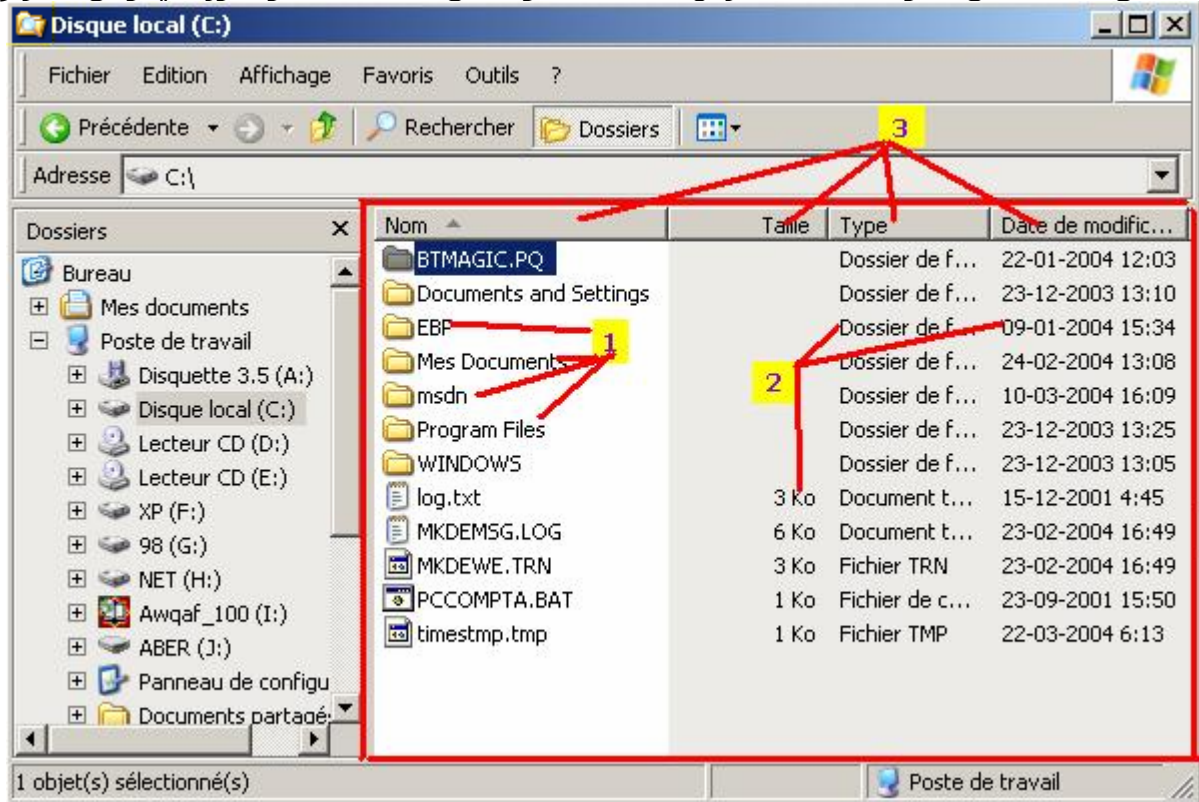 Disque local (C:)
Fichier Edition Affichage Favoris Outils ?
Précédente Rechercher Dossiers
3
Adresse C:\
Dossiers
Bureau
Mes documents
Poste de travail
Disquette 3.5 (A:)
Disque local (C:)
Lecteur CD (D:)
Lecteur CD (E:)
XP (F:)
98 (G:)
NET (H:)
Awqaf_100 (I:)
ABER (J:)
Panneau de configu
Documents partagé
Nom Taille Type Date de modific...
BTMAGIC.PQ Dossier de f... 22-01-2004 12:03
Documents and Settings Dossier de f... 23-12-2003 13:10
EBP Dossier de f... 09-01-2004 15:34
1
Mes Documents Dossier de f... 24-02-2004 13:08
2
msdn Dossier de f... 10-03-2004 16:09
Program Files Dossier de f... 23-12-2003 13:25
WINDOWS Dossier de f... 23-12-2003 13:05
log.txt 3 Ko Document t... 15-12-2001 4:45
MKDEMSG.LOG 6 Ko Document t... 23-02-2004 16:49
MKDEWE.TRN 3 Ko Fichier TRN 23-02-2004 16:49
PCCOMPTA.BAT 1 Ko Fichier de c... 23-09-2001 15:50
timestmp.tmp 1 Ko Fichier TMP 22-03-2004 6:13
1 objet(s) sélectionné(s) Poste de travail